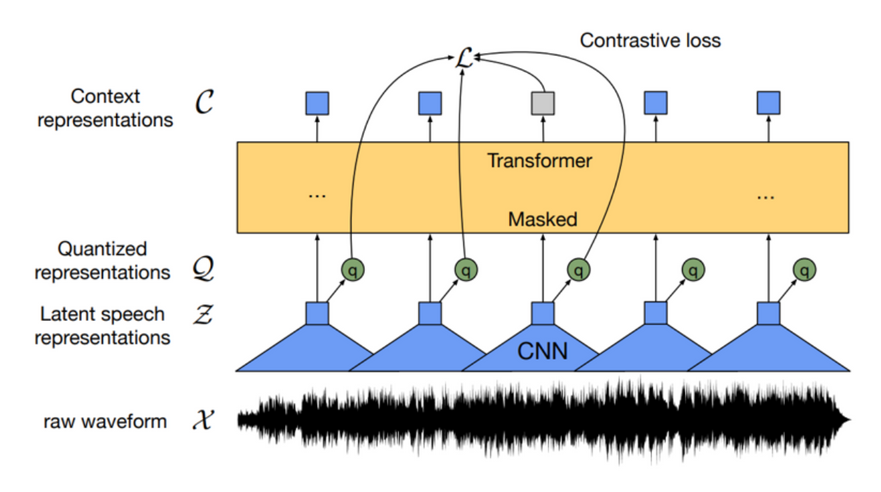 Contrastive loss
ℒ
Context
representations
𝒞
Transformer
...
...
Masked
Quantized
representations
𝒬
q
q
q
q
q
Latent speech
representations
𝒵
CNN
raw waveform
𝒳